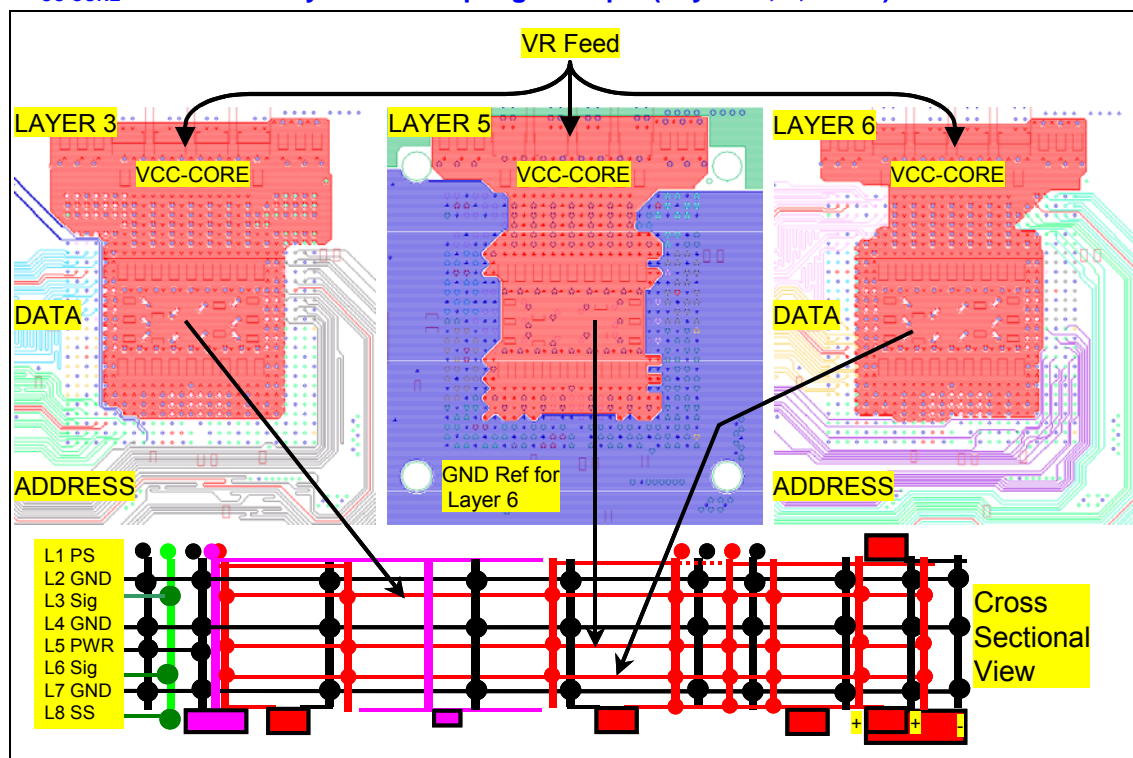 VR Feed
LAYER 3
LAYER 5
LAYER 6
VCC-CORE
VCC-CORE
VCC-CORE
DATA
DATA
GND Ref for
Layer 6
ADDRESS
ADDRESS
L1 PS
L2 GND
L3 Sig
L4 GND
L5 PWR
L6 Sig
L7 GND
L8 SS
Cross
Sectional
View
+ + -